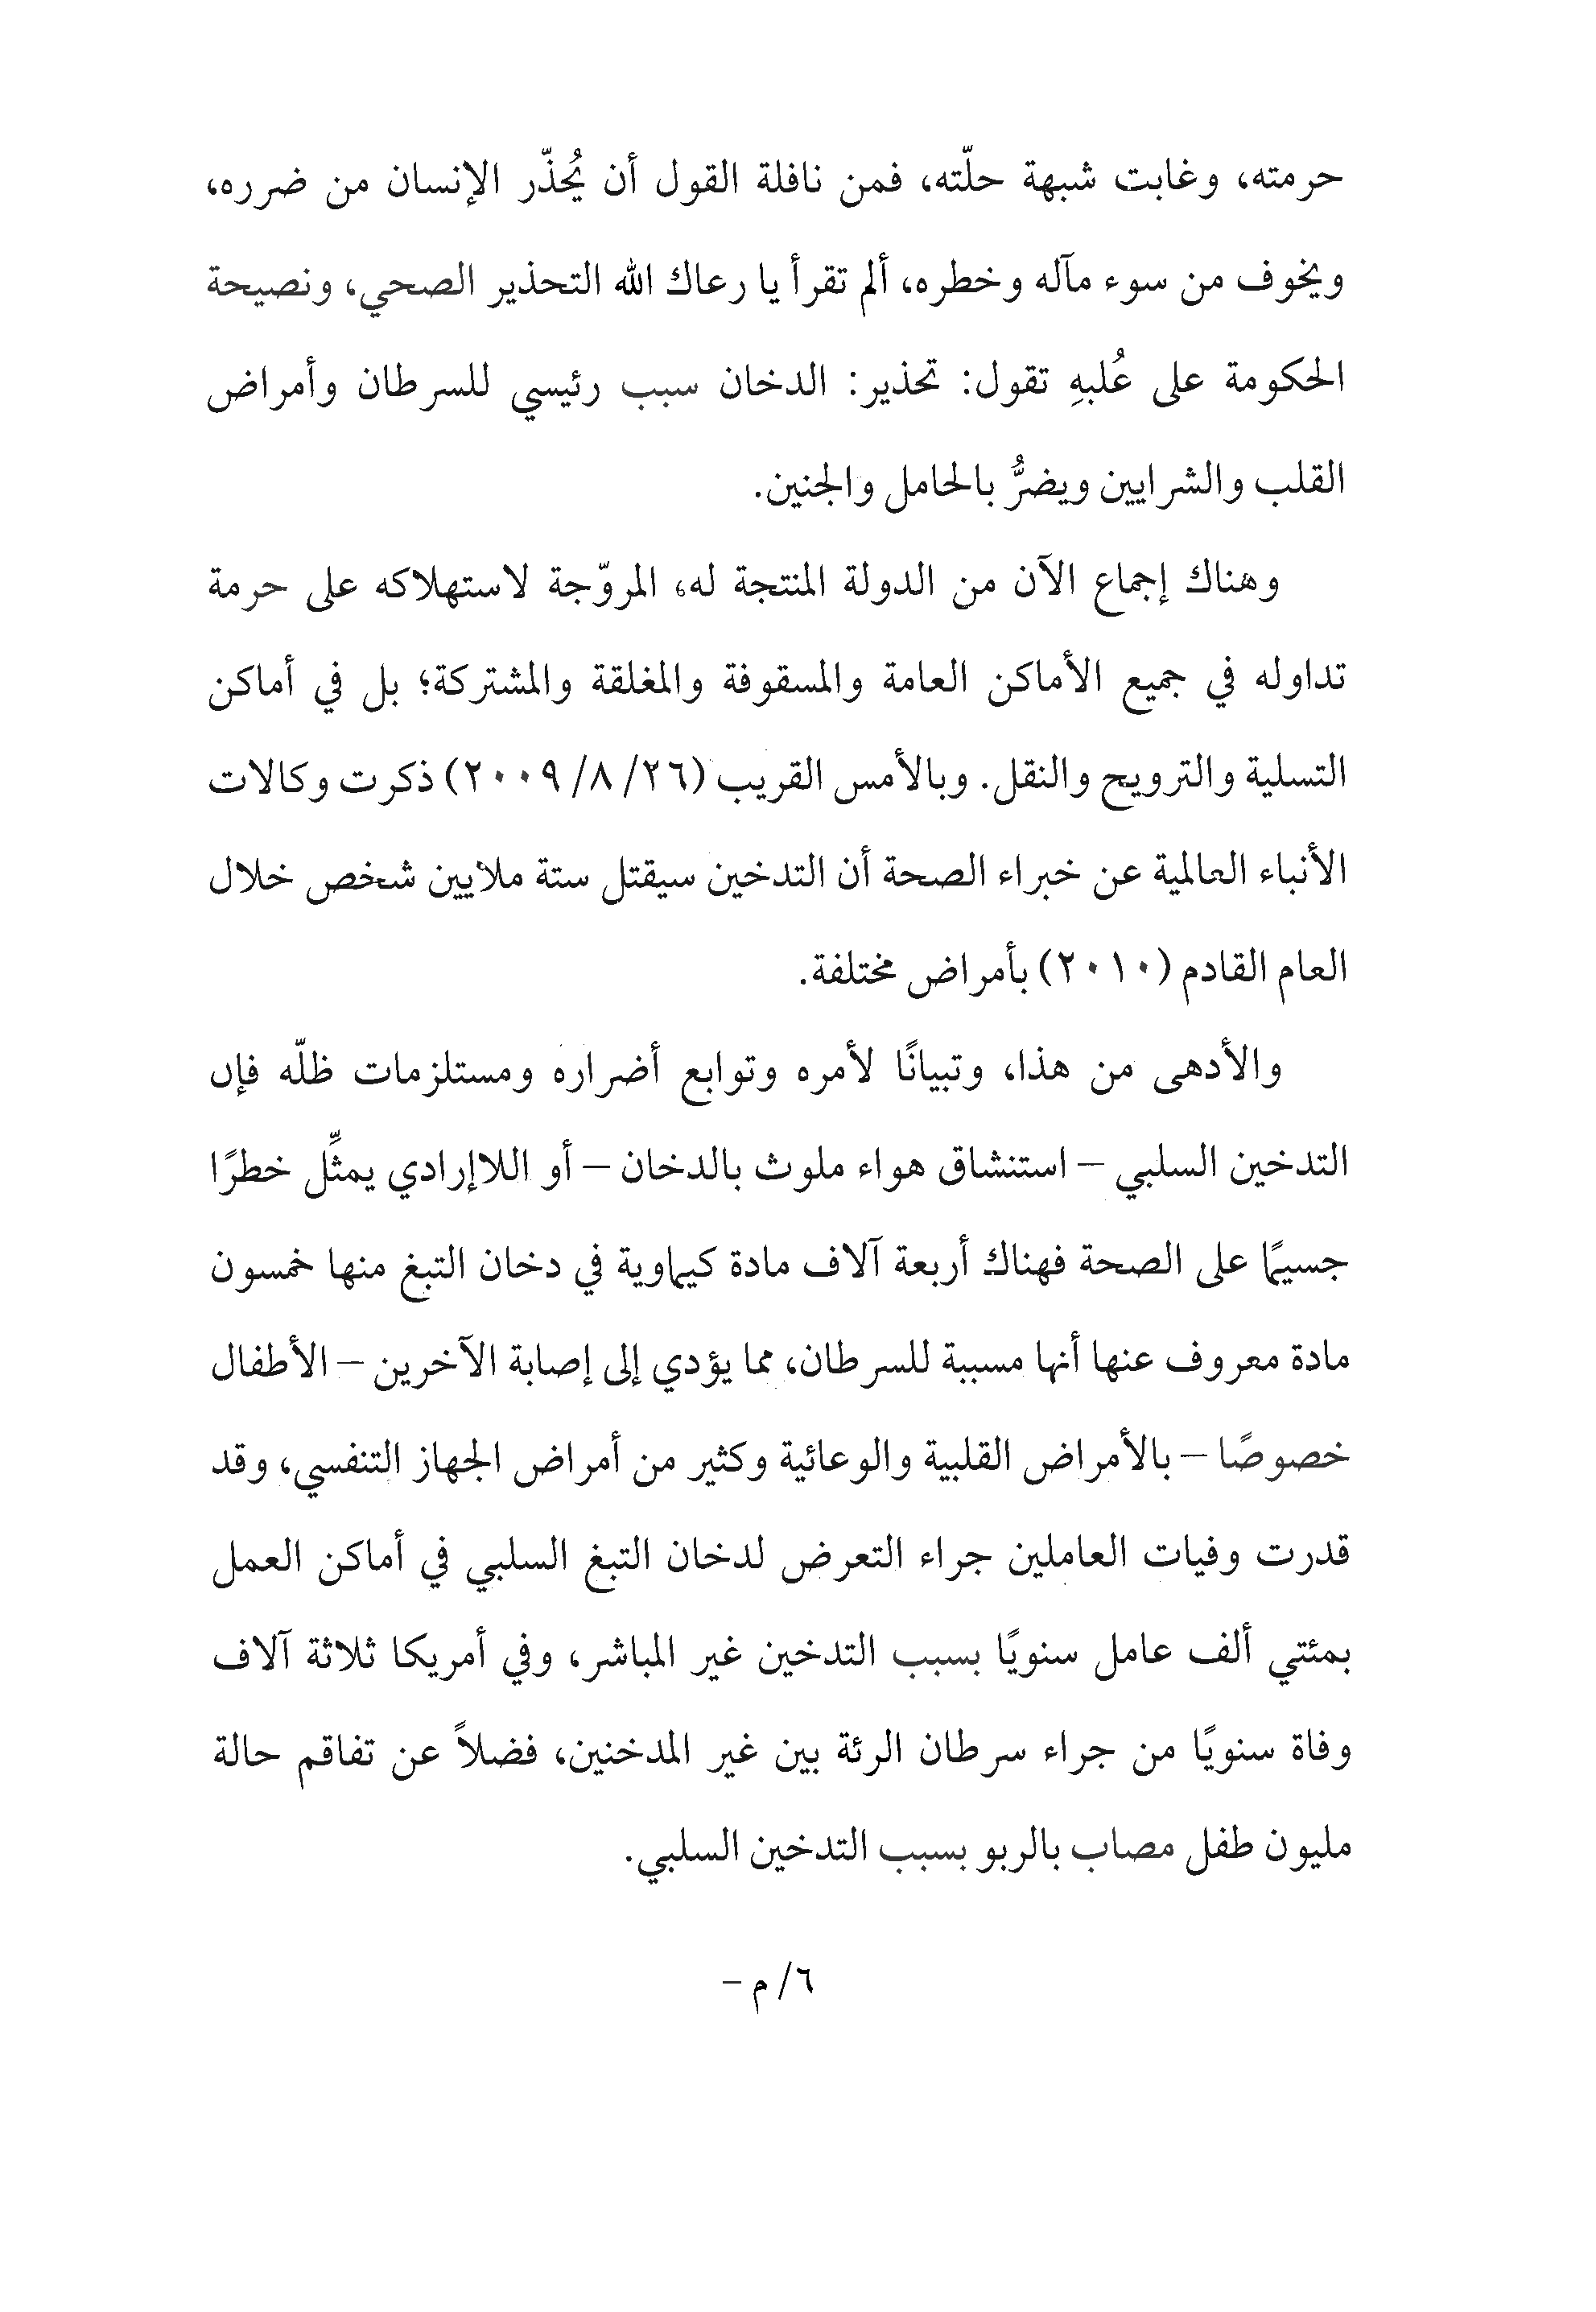 حرمته، وغابت شبهة حلّته، فمن نافلة القول أن يُحذّر الإنسان من ضرره،
ويخوف من سوء مآله وخطره، ألم تقرأ يا رعاك الله التحذير الصحي، ونصيحة
الحكومة على عُلبهِ تقول: تحذير: الدخان سبب رئيسي للسرطان وأمراض
القلب والشرايين ويضرُّ بالحامل والجنين.
وهناك إجماع الآن من الدولة المنتجة له، المروّجة لاستهلاكه على حرمة
تداوله في جميع الأماكن العامة والمسقوفة والمغلقة والمشتركة؛ بل في أماكن
التسلية والترويح والنقل. وبالأمس القريب (٢٦/ ٨/ ٢٠٠٩) ذكرت وكالات
الأنباء العالمية عن خبراء الصحة أن التدخين سيقتل ستة ملايين شخص خلال
العام القادم (٢٠١٠) بأمراض مختلفة.
والأدهى من هذا، وتبيانًا لأمره وتوابع أضراره ومستلزمات ظلّه فإن
التدخين السلبي – استنشاق هواء ملوث بالدخان – أو اللاإرادي يمثِّل خطرًا
جسيمًا على الصحة فهناك أربعة آلاف مادة كيماوية في دخان التبغ منها خمسون
مادة معروف عنها أنها مسببة للسرطان، مما يؤدي إلى إصابة الآخرين – الأطفال
خصوصًا – بالأمراض القلبية والوعائية وكثير من أمراض الجهاز التنفسي، وقد
قدرت وفيات العاملين جراء التعرض لدخان التبغ السلبي في أماكن العمل
بمئتي ألف عامل سنويًا بسبب التدخين غير المباشر، وفي أمريكا ثلاثة آلاف
وفاة سنويًا من جراء سرطان الرئة بين غير المدخنين، فضلاً عن تفاقم حالة
مليون طفل مصاب بالربو بسبب التدخين السلبي.
٦/ م –